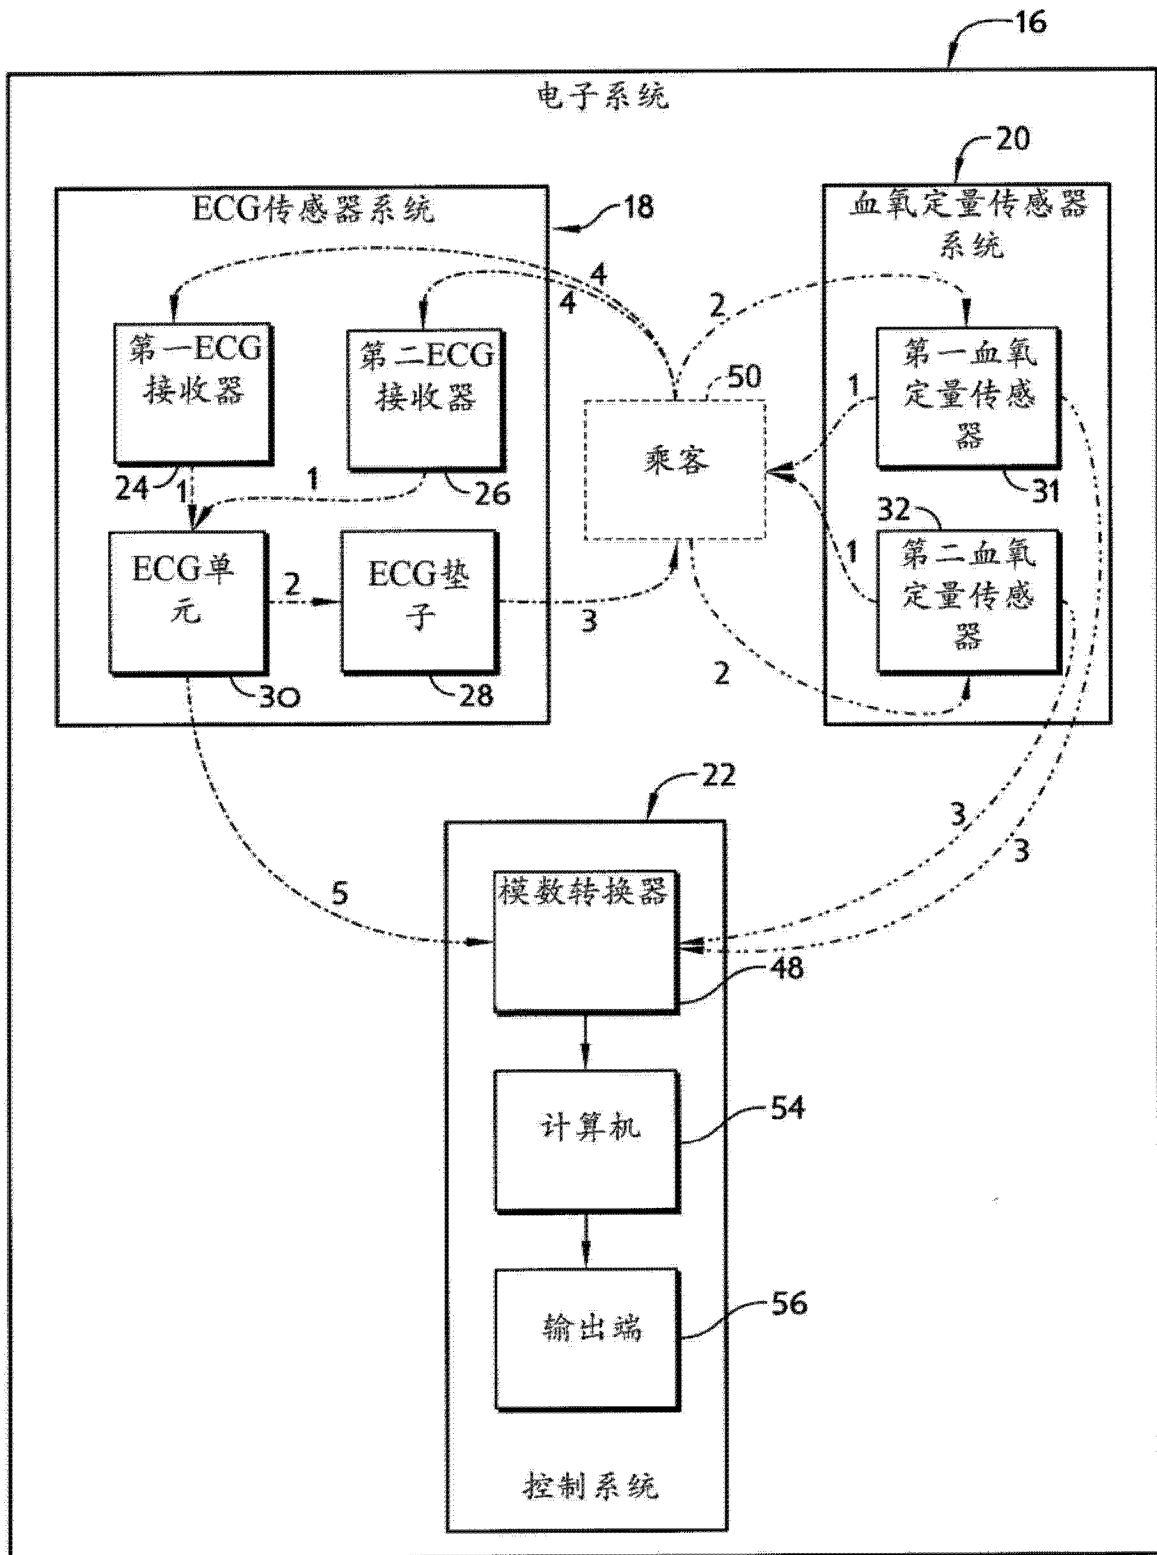 16
电子系统
20
ECG传感器系统
18
血氧定量传感器
系统
4
4
2
第一ECG
接收器
第二ECG
接收器
50
乘客
1
第一血氧
定量传感
器
24
1
1
26
31
32
ECG单
元
2
ECG垫
子
3
1
第二血氧
定量传感
器
30
28
2
22
3
3
5
模数转换器
48
计算机
54
输出端
56
控制系统